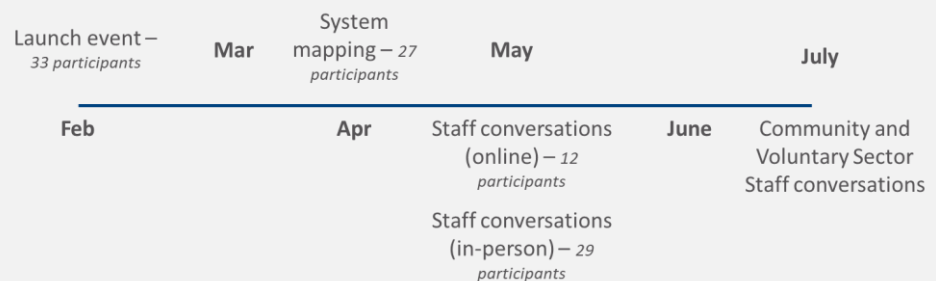 Launch event –
33 participants
Mar
System
mapping – 27
participants
May
July
Feb
Apr
Staff conversations
(online) – 12
participants
Staff conversations
(in-person) – 29
participants
June
Community and
Voluntary Sector
Staff conversations